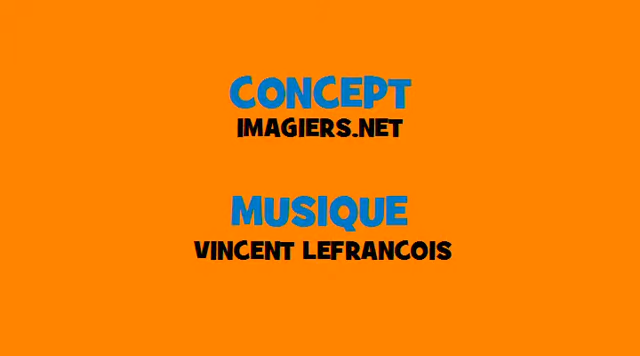 CONCEPT
IMAGIERS.NET
MUSIQUE
VINCENT LEFRANCOIS